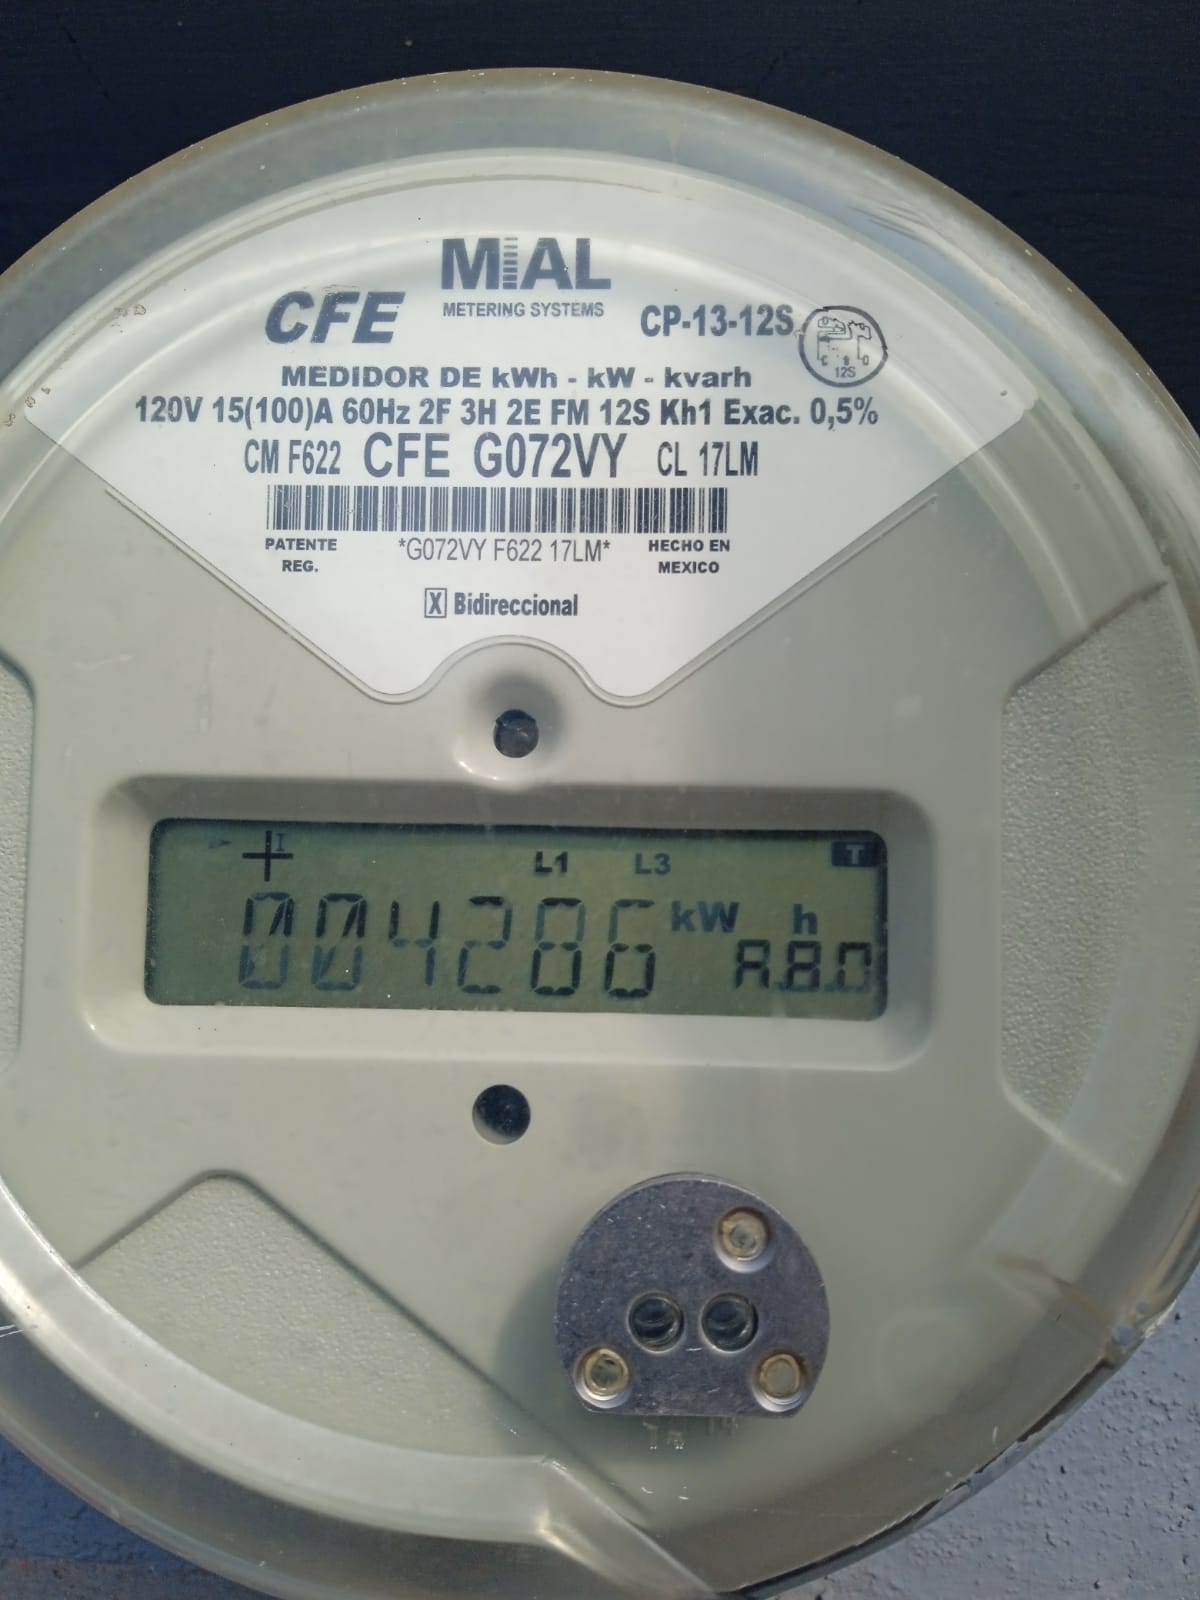 MIAL
METERING SYSTEMS
CFE
CP-13-12S
12S
MEDIDOR DE kWh - kW - kvarh
120V 15(100)A 60Hz 2F 3H 2E FM 12S Kh1 Exac. 0,5%
CM F622 CFE G072VY CL 17LM
PATENTE REG.
*G072VY F622 17LM*
HECHO EN MEXICO
X Bidireccional
L1 L3 T
004286 kW h
A.8.0